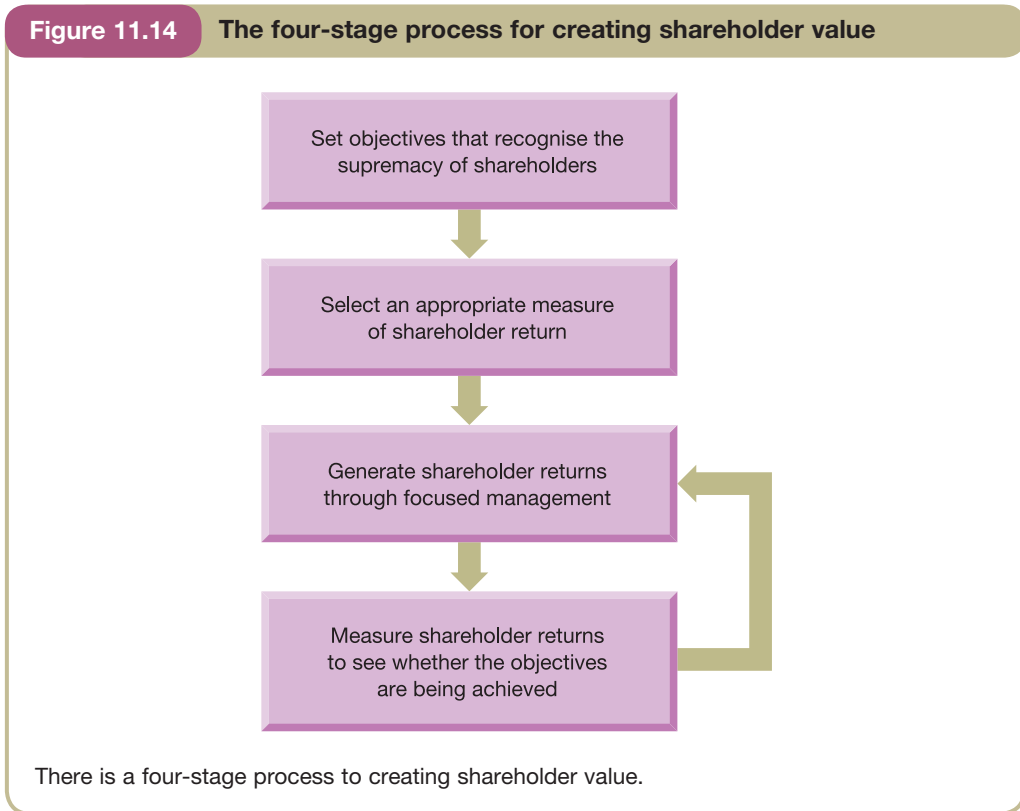 Figure 11.14 The four-stage process for creating shareholder value
Set objectives that recognise the
supremacy of shareholders
Select an appropriate measure
of shareholder return
Generate shareholder returns
through focused management
Measure shareholder returns
to see whether the objectives
are being achieved
There is a four-stage process to creating shareholder value.